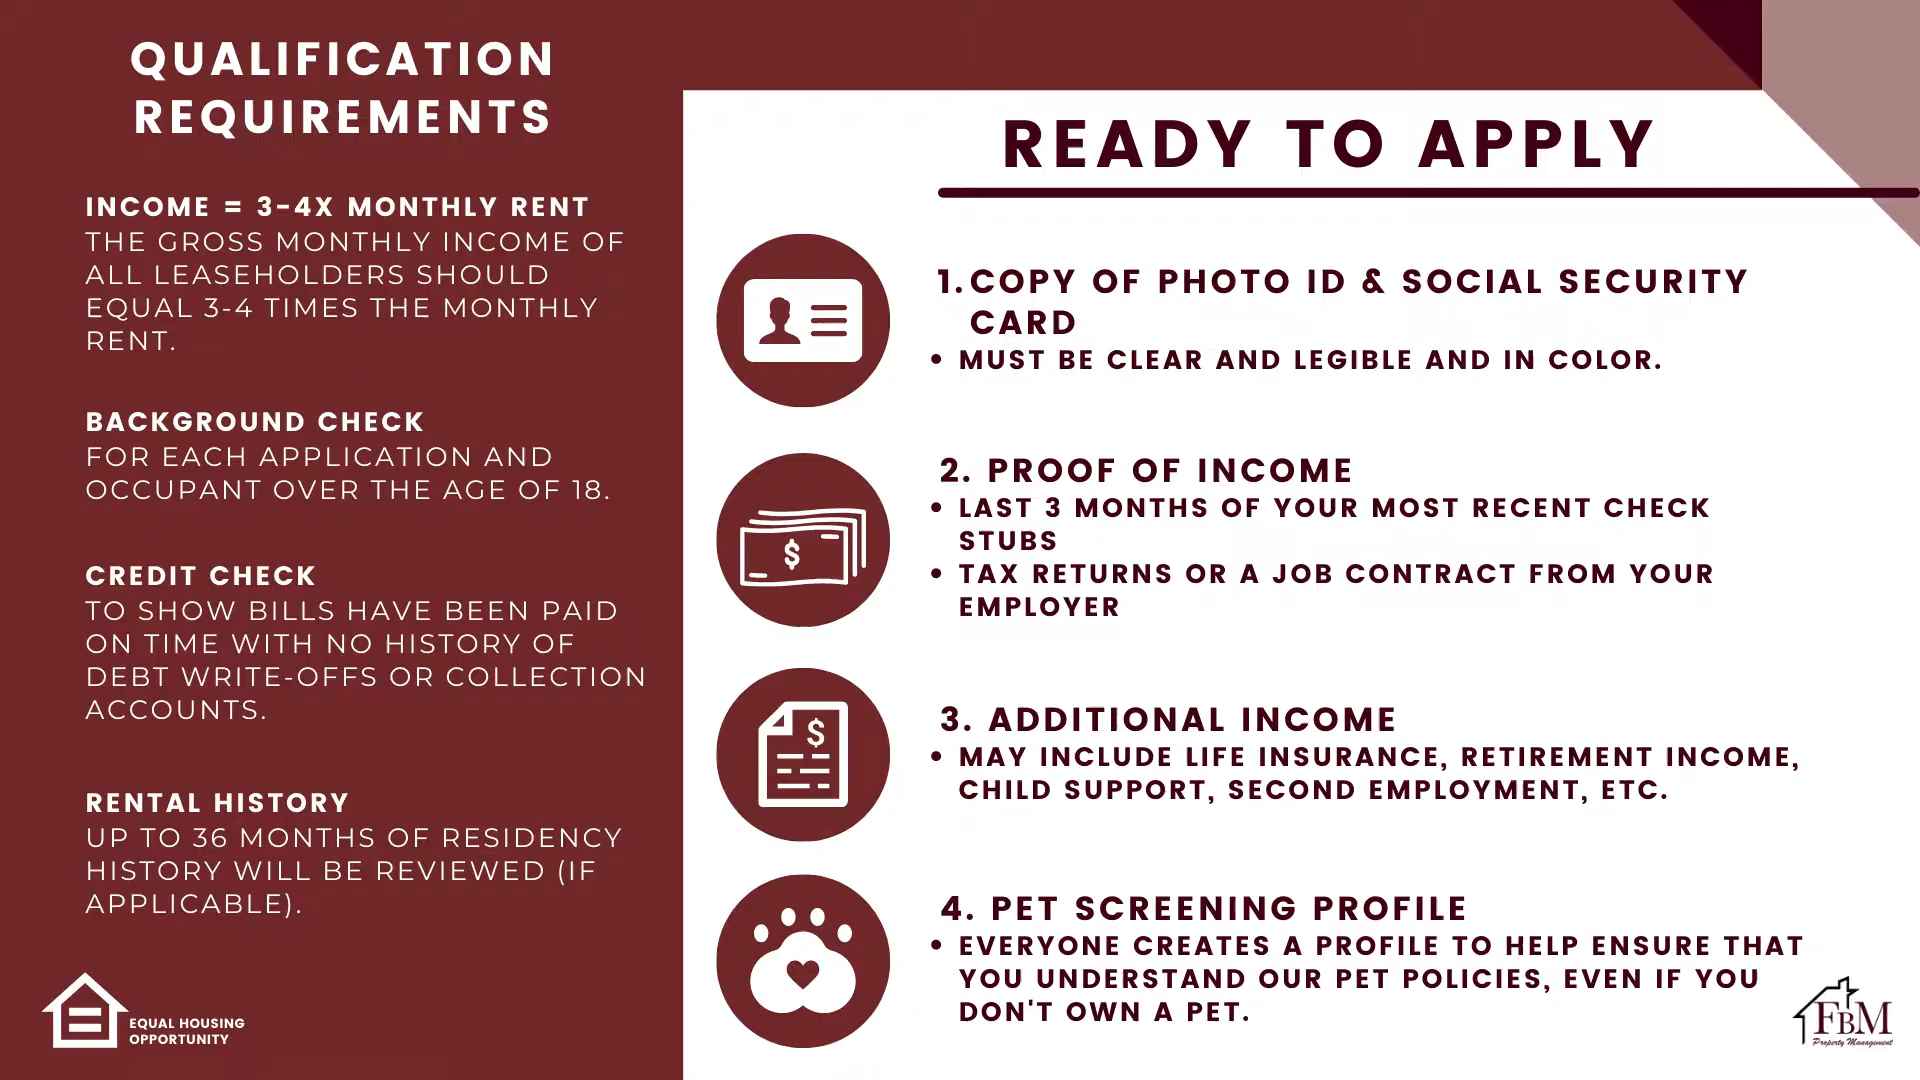 QUALIFICATION
REQUIREMENTS
INCOME = 3-4X MONTHLY RENT
THE GROSS MONTHLY INCOME OF
ALL LEASEHOLDERS SHOULD
EQUAL 3-4 TIMES THE MONTHLY
RENT.
BACKGROUND CHECK
FOR EACH APPLICATION AND
OCCUPANT OVER THE AGE OF 18.
CREDIT CHECK
TO SHOW BILLS HAVE BEEN PAID
ON TIME WITH NO HISTORY OF
DEBT WRITE-OFFS OR COLLECTION
ACCOUNTS.
RENTAL HISTORY
UP TO 36 MONTHS OF RESIDENCY
HISTORY WILL BE REVIEWED (IF
APPLICABLE).
EQUAL HOUSING
OPPORTUNITY
READY TO APPLY
1. COPY OF PHOTO ID & SOCIAL SECURITY
CARD
• MUST BE CLEAR AND LEGIBLE AND IN COLOR.
2. PROOF OF INCOME
• LAST 3 MONTHS OF YOUR MOST RECENT CHECK
STUBS
• TAX RETURNS OR A JOB CONTRACT FROM YOUR
EMPLOYER
$
3. ADDITIONAL INCOME
• MAY INCLUDE LIFE INSURANCE, RETIREMENT INCOME,
CHILD SUPPORT, SECOND EMPLOYMENT, ETC.
$
4. PET SCREENING PROFILE
• EVERYONE CREATES A PROFILE TO HELP ENSURE THAT
YOU UNDERSTAND OUR PET POLICIES, EVEN IF YOU
DON'T OWN A PET.
FBM
Property Management